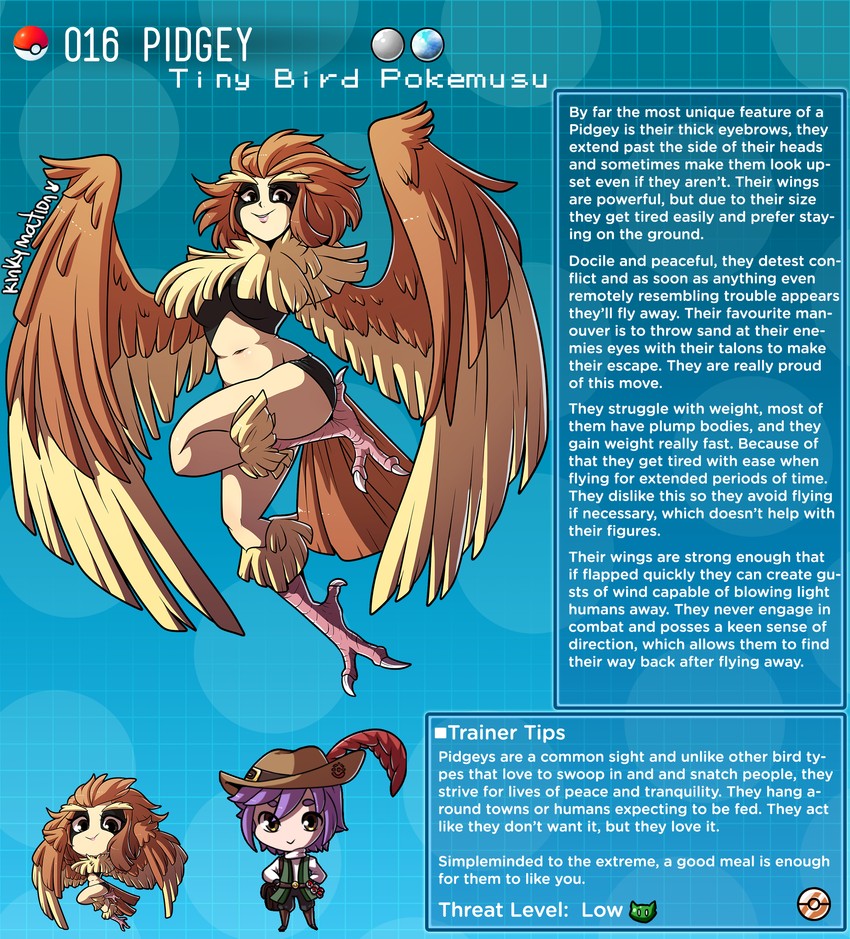 016 PIDGEY
Tiny Bird Pokemusu
kinkymation
By far the most unique feature of a
Pidgey is their thick eyebrows, they
extend past the side of their heads
and sometimes make them look up-
set even if they aren't. Their wings
are powerful, but due to their size
they get tired easily and prefer stay-
ing on the ground.
Docile and peaceful, they detest con-
flict and as soon as anything even
remotely resembling trouble appears
they'll fly away. Their favourite man-
ouver is to throw sand at their ene-
mies eyes with their talons to make
their escape. They are really proud
of this move.
They struggle with weight, most of
them have plump bodies, and they
gain weight really fast. Because of
that they get tired with ease when
flying for extended periods of time.
They dislike this so they avoid flying
if necessary, which doesn't help with
their figures.
Their wings are strong enough that
if flapped quickly they can create gu-
sts of wind capable of blowing light
humans away. They never engage in
combat and posses a keen sense of
direction, which allows them to find
their way back after flying away.
Trainer Tips
Pidgeys are a common sight and unlike other bird ty-
pes that love to swoop in and and snatch people, they
strive for lives of peace and tranquility. They hang a-
round towns or humans expecting to be fed. They act
like they don't want it, but they love it.
Simpleminded to the extreme, a good meal is enough
for them to like you.
Threat Level: Low